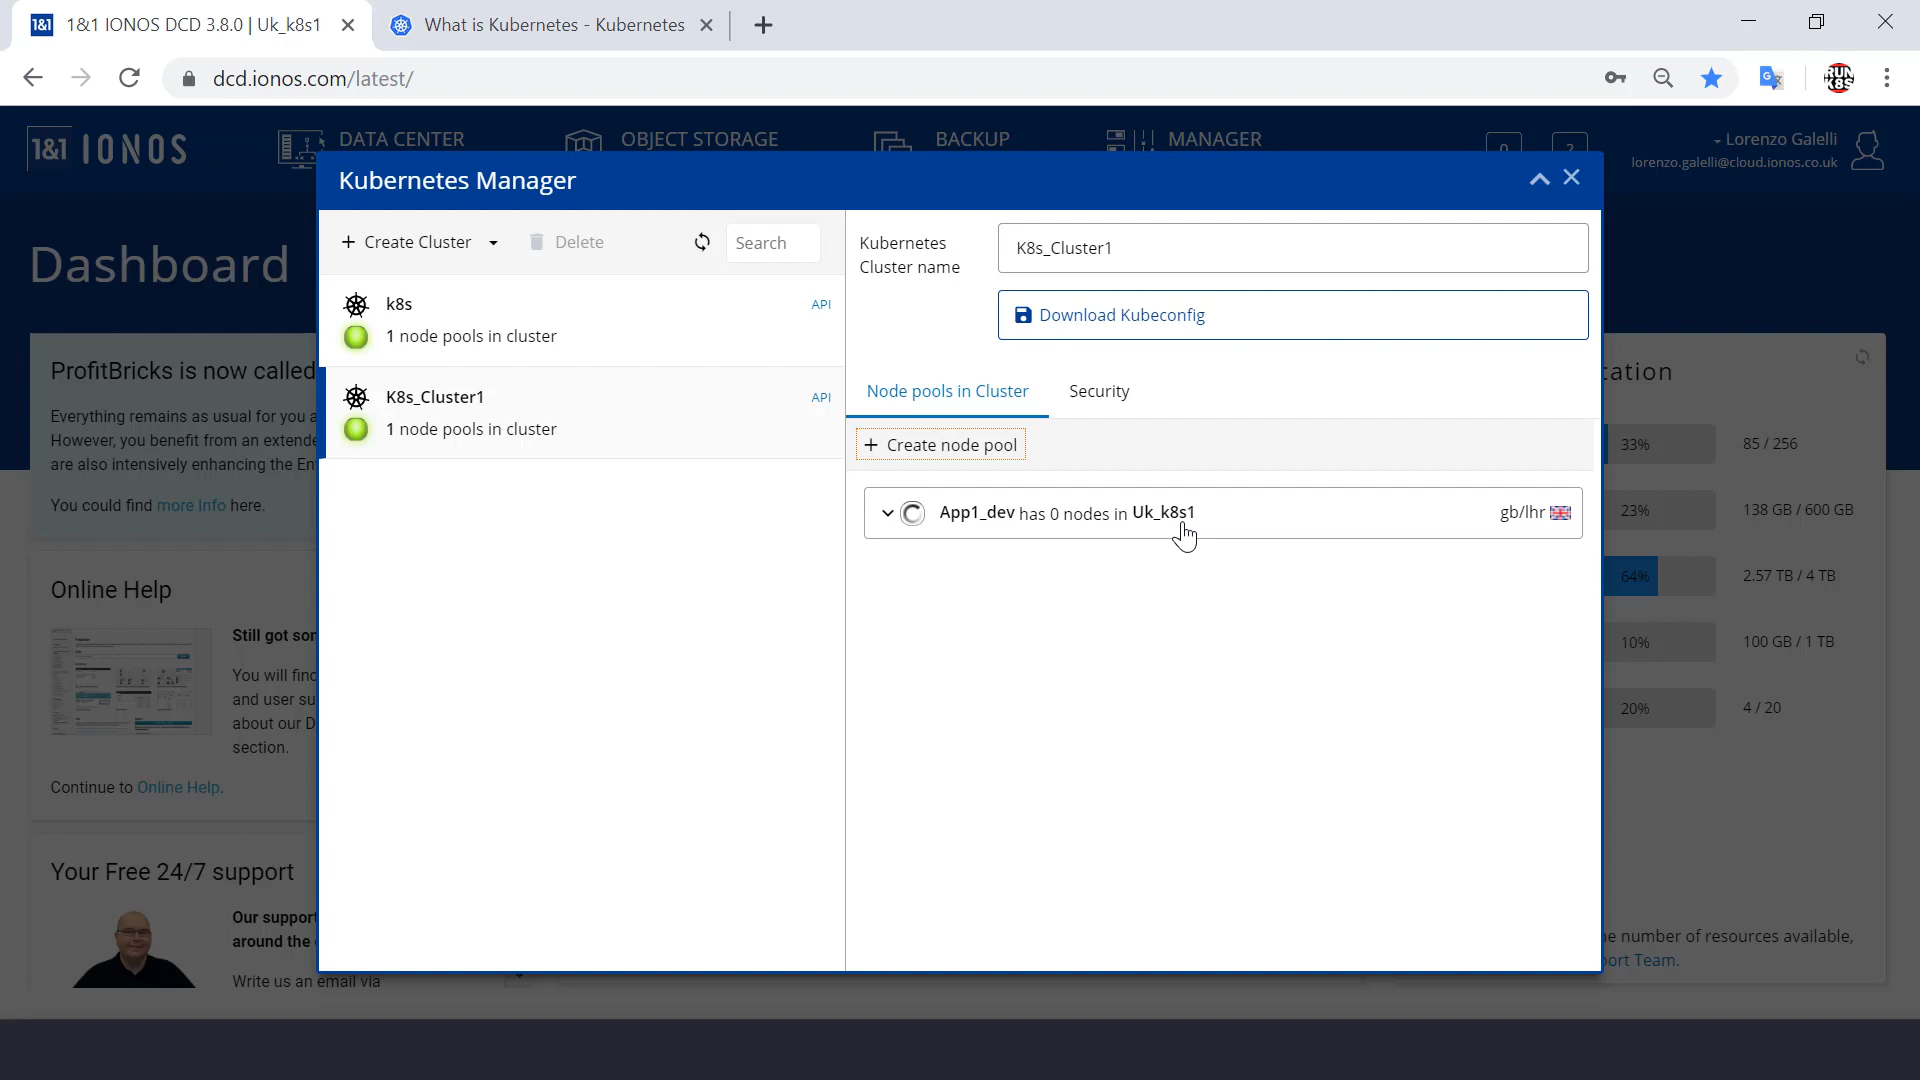 1&1 IONOS DCD 3.8.0 | Uk_k8s1
What is Kubernetes - Kubernetes
dcd.ionos.com/latest/
RUN
K8S
1&1 IONOS
DATA CENTER
OBJECT STORAGE
BACKUP
MANAGER
0
?
Lorenzo Galelli
lorenzo.galelli@cloud.ionos.co.uk
Dashboard
ProfitBricks is now called
Everything remains as usual for you a
However, you benefit from an extende
are also intensively enhancing the En
You could find more info here.
Online Help
Still got son
You will find
and user su
about our D
section.
Continue to Online Help.
Your Free 24/7 support
Our support
around the
Write us an email via
Kubernetes Manager
+ Create Cluster
Delete
Search
k8s
API
1 node pools in cluster
K8s_Cluster1
API
1 node pools in cluster
Kubernetes
Cluster name
K8s_Cluster1
Download Kubeconfig
Node pools in Cluster
Security
+ Create node pool
App1_dev has 0 nodes in Uk_k8s1
gb/lhr
cation
33%
85 / 256
23%
138 GB / 600 GB
64%
2.57 TB / 4 TB
10%
100 GB / 1 TB
20%
4 / 20
e number of resources available,
port Team.